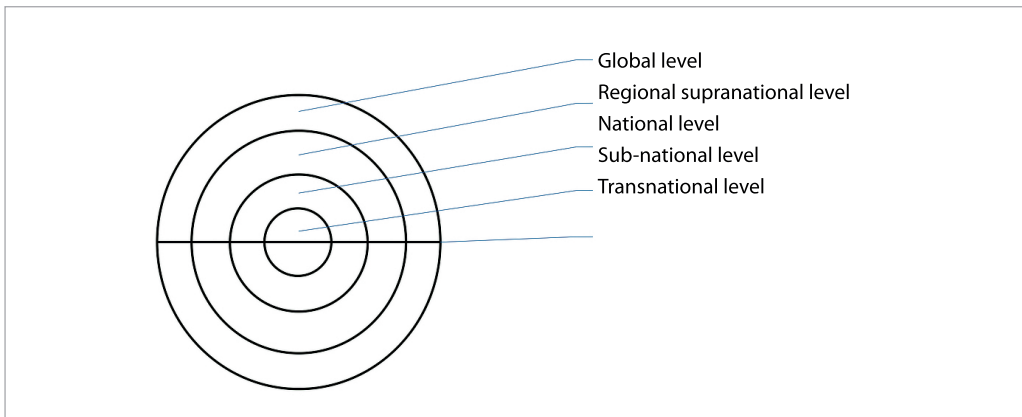 Global level
Regional supranational level
National level
Sub-national level
Transnational level